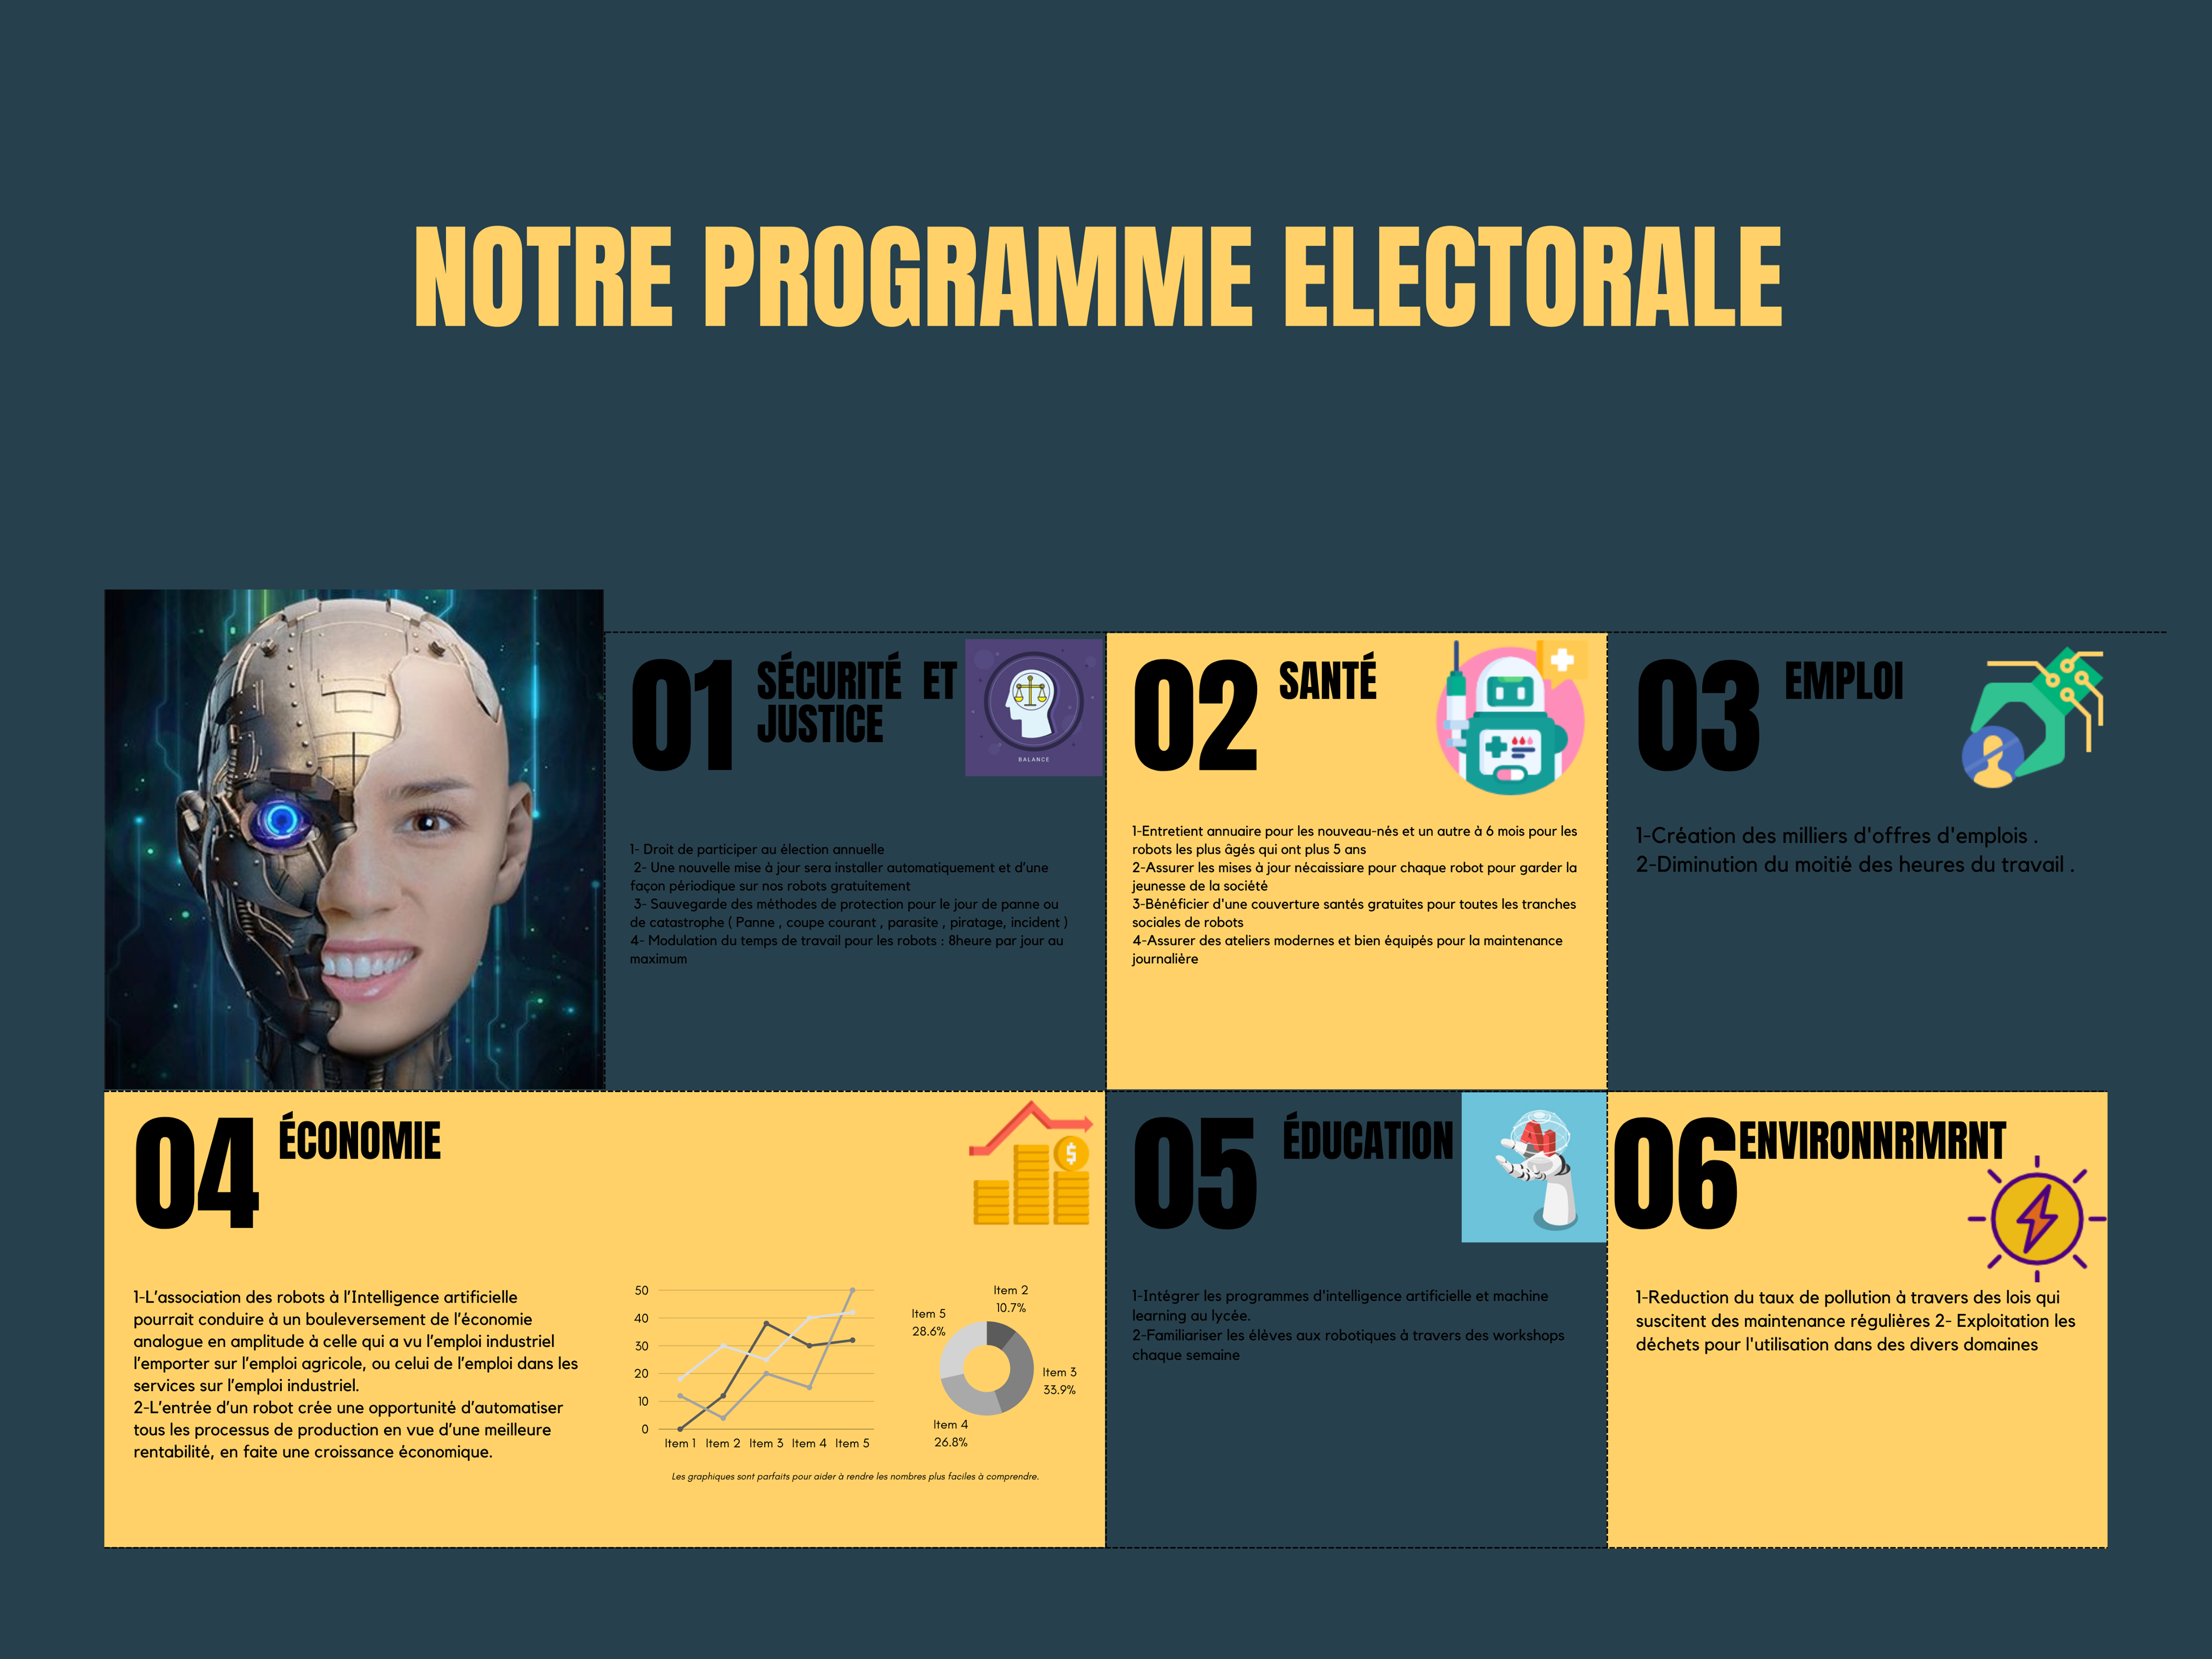 NOTRE PROGRAMME ELECTORALE
01
SÉCURITÉ ET
JUSTICE
BALANCE
1- Droit de participer au élection annuelle
2- Une nouvelle mise à jour sera installer automatiquement et d'une
façon périodique sur nos robots gratuitement
3- Sauvegarde des méthodes de protection pour le jour de panne ou
de catastrophe ( Panne , coupe courant , parasite , piratage, incident )
4- Modulation du temps de travail pour les robots : 8heure par jour au
maximum
02
SANTÉ
1-Entretient annuaire pour les nouveau-nés et un autre à 6 mois pour les
robots les plus âgés qui ont plus 5 ans
2-Assurer les mises à jour nécaissiare pour chaque robot pour garder la
jeunesse de la société
3-Bénéficier d'une couverture santés gratuites pour toutes les tranches
sociales de robots
4-Assurer des ateliers modernes et bien équipés pour la maintenance
journalière
03
EMPLOI
1-Création des milliers d'offres d'emplois .
2-Diminution du moitié des heures du travail .
04
ÉCONOMIE
$
1-L'association des robots à l'Intelligence artificielle
pourrait conduire à un bouleversement de l'économie
analogue en amplitude à celle qui a vu l'emploi industriel
l'emporter sur l'emploi agricole, ou celui de l'emploi dans les
services sur l'emploi industriel.
2-L'entrée d'un robot crée une opportunité d'automatiser
tous les processus de production en vue d'une meilleure
rentabilité, en faite une croissance économique.
50
40
30
20
10
0
Item 1 Item 2 Item 3 Item 4 Item 5
Item 2
10.7%
Item 5
28.6%
Item 3
33.9%
Item 4
26.8%
Les graphiques sont parfaits pour aider à rendre les nombres plus faciles à comprendre.
05
ÉDUCATION
AI
1-Intégrer les programmes d'intelligence artificielle et machine
learning au lycée.
2-Familiariser les élèves aux robotiques à travers des workshops
chaque semaine
06
ENVIRONNRMRNT
1-Reduction du taux de pollution à travers des lois qui
suscitent des maintenance régulières 2- Exploitation les
déchets pour l'utilisation dans des divers domaines